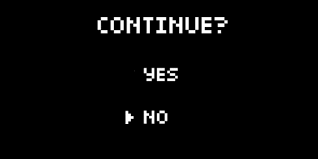 CONTINUE?
YES
NO